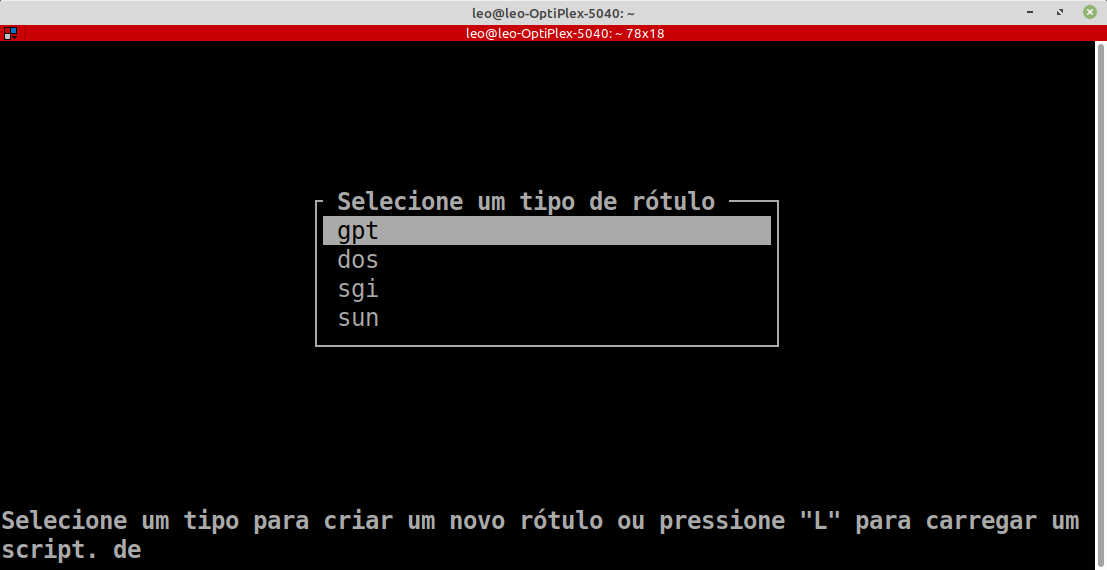 leo@leo-OptiPlex-5040: ~
leo@leo-OptiPlex-5040: ~ 78x18
Selecione um tipo de rótulo
gpt
dos
sgi
sun
Selecione um tipo para criar um novo rótulo ou pressione "L" para carregar um
script. de